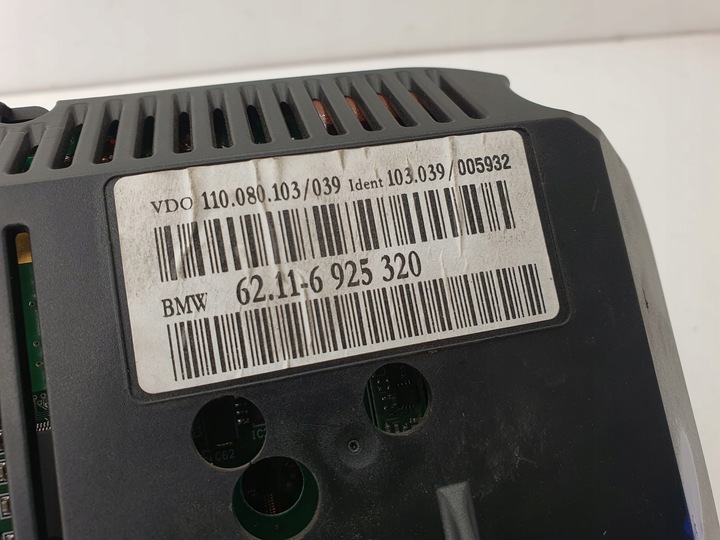 VDO 110.080.103/039 Ident 103.039/005932
BMW 62.11-6 925 320